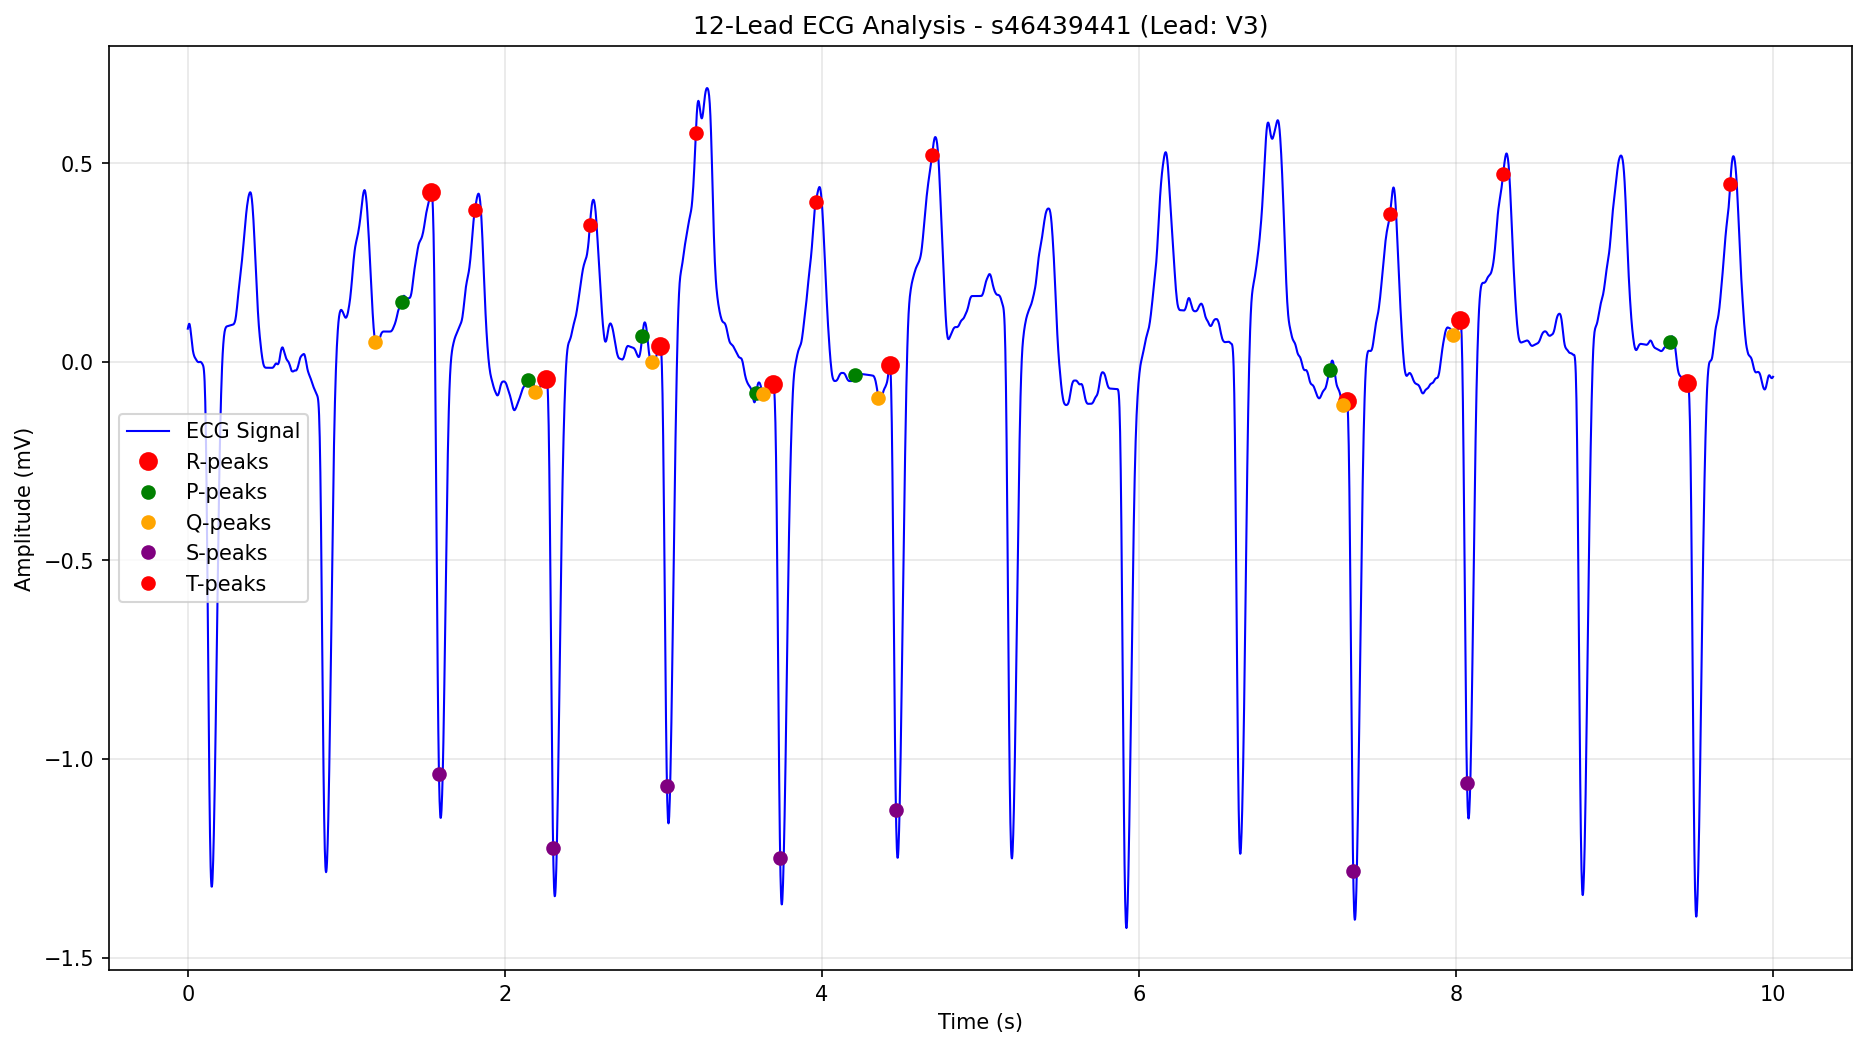 12-Lead ECG Analysis - s46439441 (Lead: V3)
Amplitude (mV)
0.5
0.0
−0.5
−1.0
−1.5
ECG Signal
R-peaks
P-peaks
Q-peaks
S-peaks
T-peaks
0 2 4 6 8 10
Time (s)